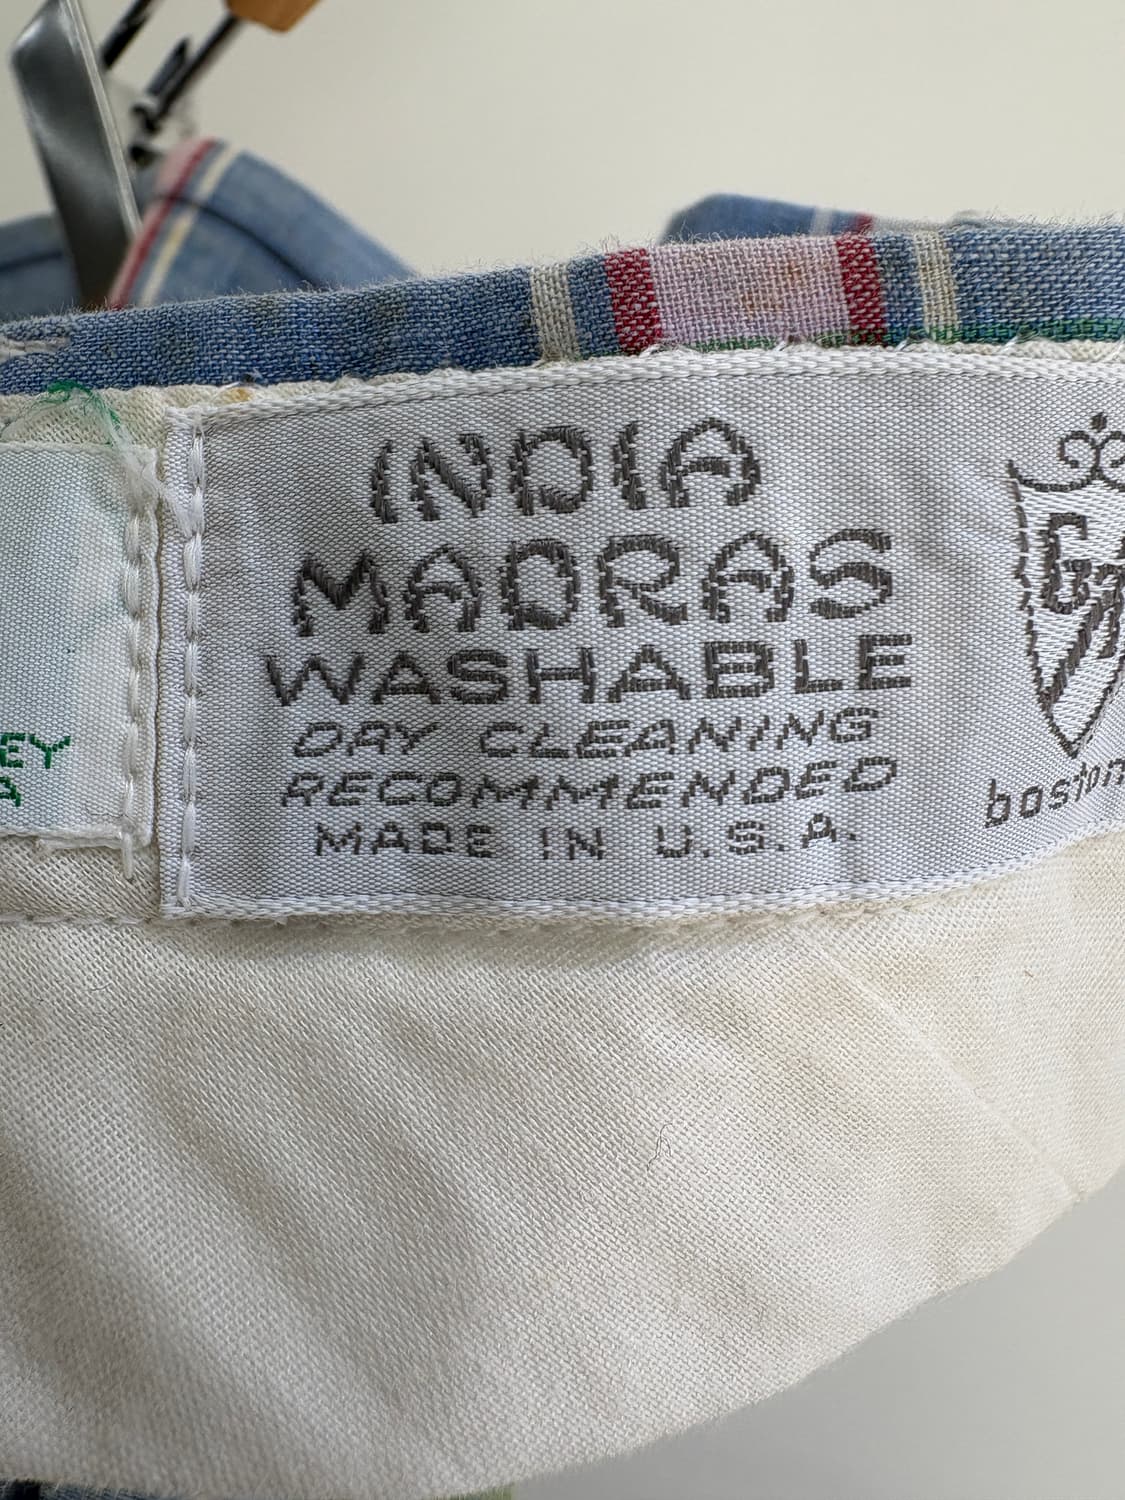 INDIA
MADRAS
WASHABLE
DRY CLEANING
RECOMMENDED
MADE IN U.S.A.
boston